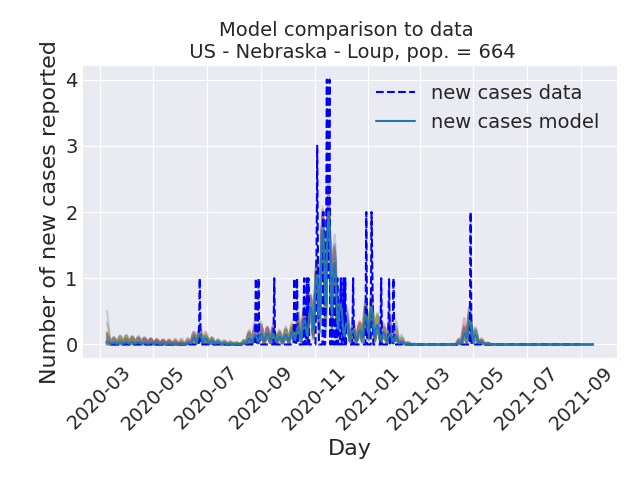 Model comparison to data
US - Nebraska - Loup, pop. = 664
Number of new cases reported
4
3
2
1
0
new cases data
new cases model
2020-03
2020-05
2020-07
2020-09
2020-11
2021-01
2021-03
2021-05
2021-07
2021-09
Day